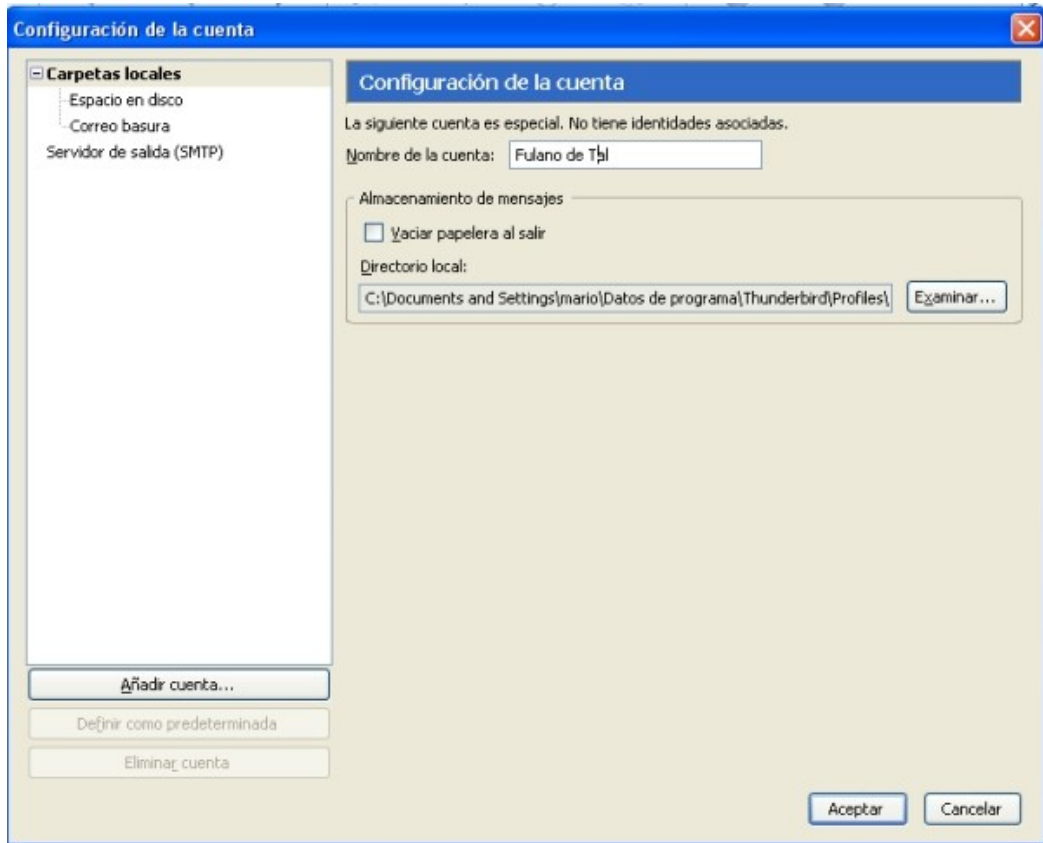 Configuración de la cuenta
Carpetas locales
Espacio en disco
Correo basura
Servidor de salida (SMTP)
Añadir cuenta...
Definir como predeterminada
Eliminar cuenta
Configuración de la cuenta
La siguiente cuenta es especial. No tiene identidades asociadas.
Nombre de la cuenta: Fulano de Tal
Almacenamiento de mensajes
Vaciar papelera al salir
Directorio local:
C:\Documents and Settings\mario\Datos de programa\Thunderbird\Profiles\ Examinar...
Aceptar Cancelar